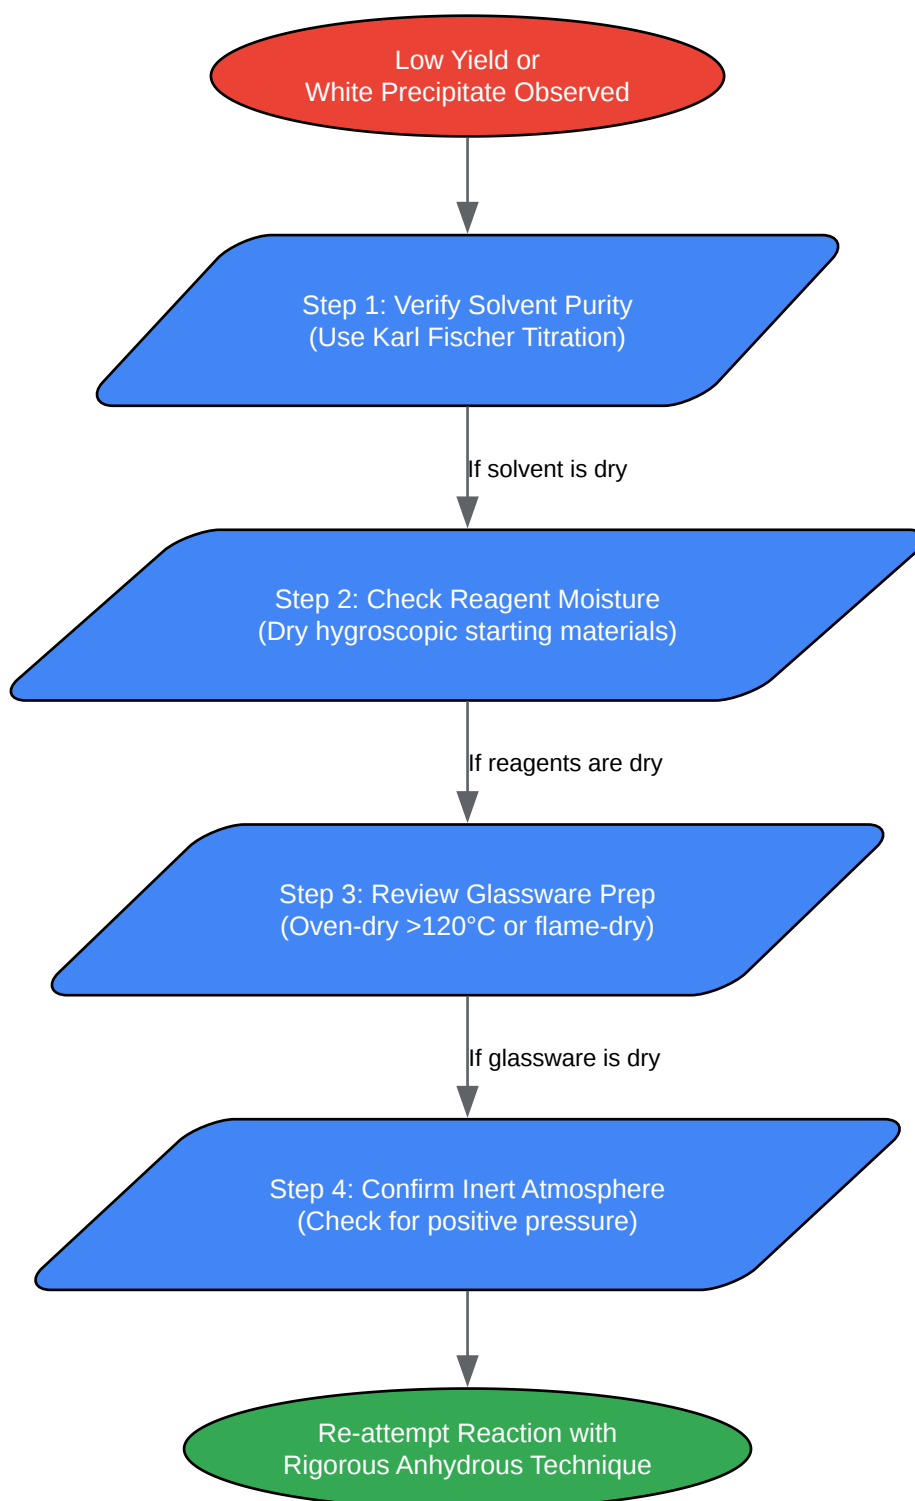 Low Yield or
White Precipitate Observed
Step 1: Verify Solvent Purity
(Use Karl Fischer Titration)
If solvent is dry
Step 2: Check Reagent Moisture
(Dry hygroscopic starting materials)
If reagents are dry
Step 3: Review Glassware Prep
(Oven-dry >120°C or flame-dry)
If glassware is dry
Step 4: Confirm Inert Atmosphere
(Check for positive pressure)
Re-attempt Reaction with
Rigorous Anhydrous Technique